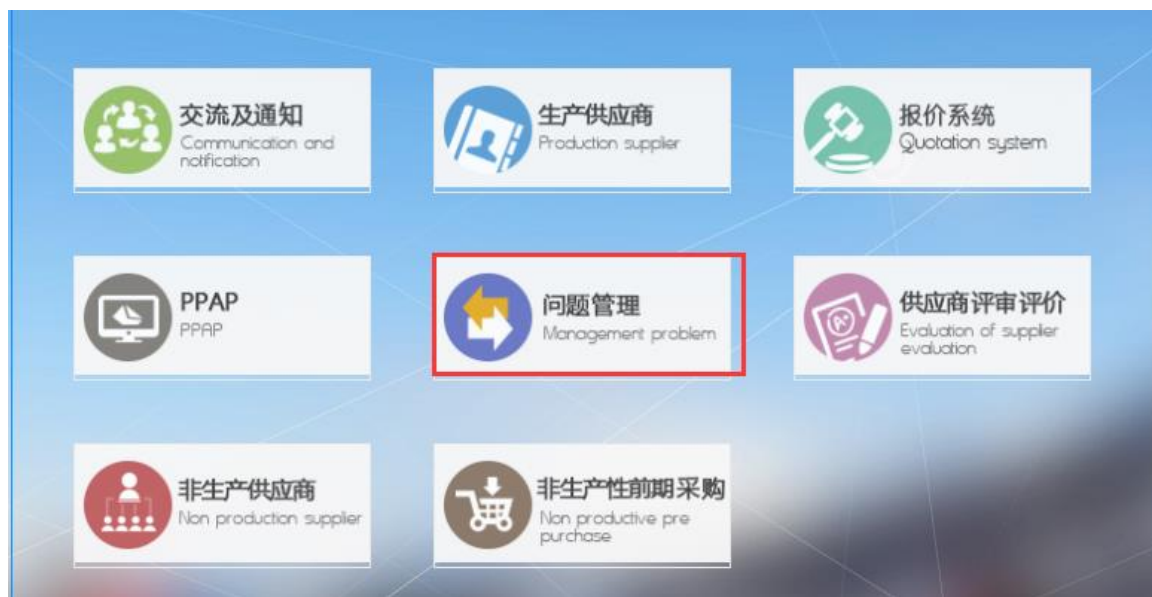 交流及通知
Communication and
notification
生产供应商
Production supplier
报价系统
Quotation system
PPAP
PPAP
问题管理
Management problem
供应商评审评价
Evaluation of supplier
evaluation
非生产供应商
Non production supplier
非生产性前期采购
Non productive pre
purchase